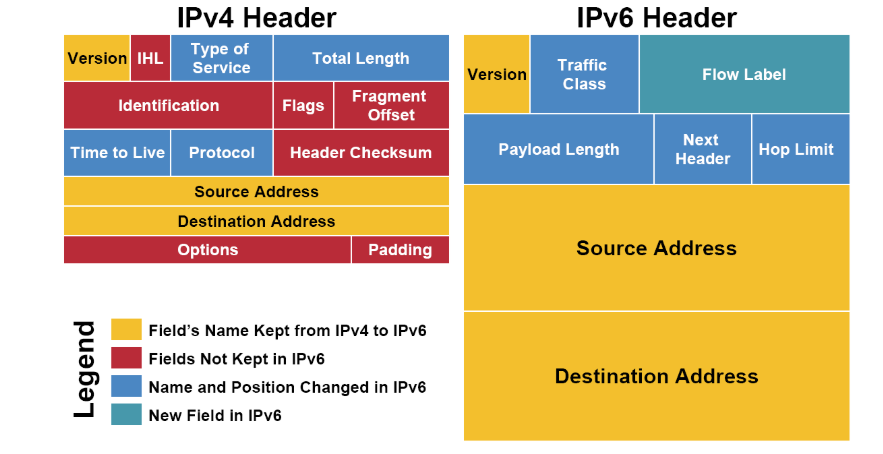 IPv4 Header
Version
IHL
Type of
Service
Total Length
Identification
Flags
Fragment
Offset
Time to Live
Protocol
Header Checksum
Source Address
Destination Address
Options
Padding
IPv6 Header
Version
Traffic
Class
Flow Label
Payload Length
Next
Header
Hop Limit
Source Address
Destination Address
Legend
Field's Name Kept from IPv4 to IPv6
Fields Not Kept in IPv6
Name and Position Changed in IPv6
New Field in IPv6